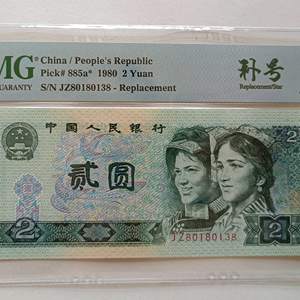 MG
GUARANTY
China / People's Republic
Pick# 885a* 1980 2 Yuan
S/N JZ80180138 - Replacement
补号
Replacement/Star
中国人民银行
贰圆
2
2
2
JZ80180138